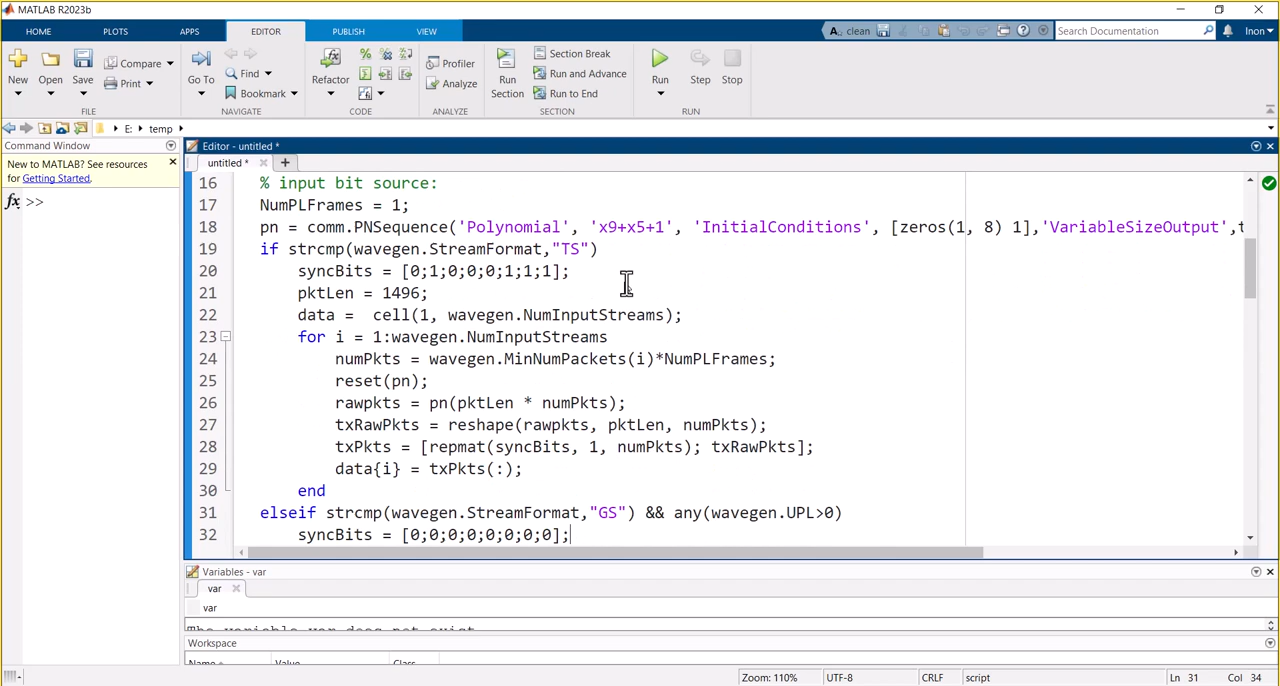 MATLAB R2023b
HOME PLOTS APPS EDITOR PUBLISH VIEW
clean
Search Documentation
Inon
New Open Save
Compare
Print
FILE
Go To
Find
Bookmark
NAVIGATE
Refactor
CODE
Profiler
Analyze
ANALYZE
Run Section
Section Break
Run and Advance
Run to End
SECTION
Run Step Stop
RUN
E: temp
Command Window
New to MATLAB? See resources
for Getting Started.
fx >>
Editor - untitled *
untitled *
16 % input bit source:
17 NumPLFrames = 1;
18 pn = comm.PNSequence('Polynomial', 'x9+x5+1', 'InitialConditions', [zeros(1, 8) 1],'VariableSizeOutput',t
19 if strcmp(wavegen.StreamFormat,"TS")
20 syncBits = [0;1;0;0;0;1;1;1];
21 pktLen = 1496;
22 data =  cell(1, wavegen.NumInputStreams);
23 for i = 1:wavegen.NumInputStreams
24 numPkts = wavegen.MinNumPackets(i)*NumPLFrames;
25 reset(pn);
26 rawpkts = pn(pktLen * numPkts);
27 txRawPkts = reshape(rawpkts, pktLen, numPkts);
28 txPkts = [repmat(syncBits, 1, numPkts); txRawPkts];
29 data{i} = txPkts(:);
30 end
31 elseif strcmp(wavegen.StreamFormat,"GS") && any(wavegen.UPL>0)
32 syncBits = [0;0;0;0;0;0;0;0];
Variables - var
var
var
The variable var does not exist.
Workspace
Name Value Class
Zoom: 110% UTF-8 CRLF script Ln 31 Col 34